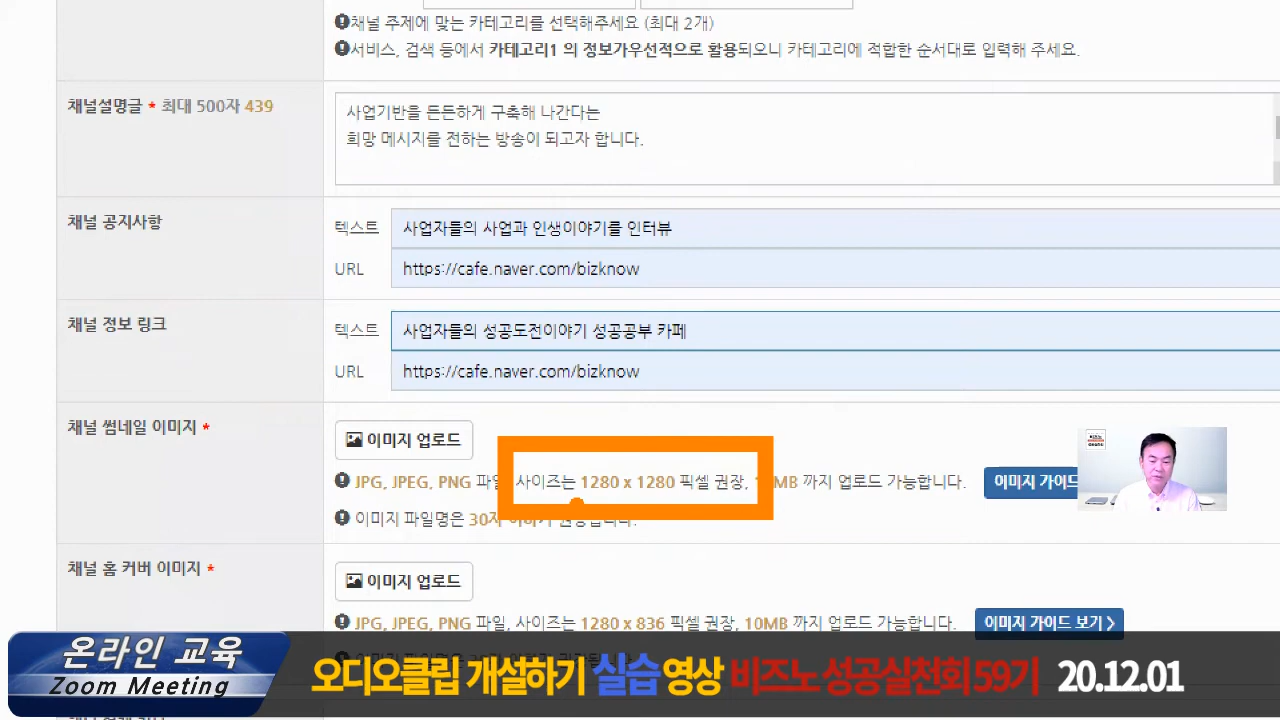 채널 주제에 맞는 카테고리를 선택해주세요 (최대 2개)
서비스, 검색 등에서 카테고리1 의 정보가우선적으로 활용되오니 카테고리에 적합한 순서대로 입력해 주세요.
채널설명글 * 최대 500자 439
사업기반을 든든하게 구축해 나간다는
희망 메시지를 전하는 방송이 되고자 합니다.
채널 공지사항
텍스트 사업자들의 사업과 인생이야기를 인터뷰
URL https://cafe.naver.com/bizknow
채널 정보 링크
텍스트 사업자들의 성공도전이야기 성공공부 카페
URL https://cafe.naver.com/bizknow
채널 썸네일 이미지 *
이미지 업로드
JPG, JPEG, PNG 파일, 사이즈는 1280 x 1280 픽셀 권장, MB 까지 업로드 가능합니다.
이미지 가이드
이미지 파일명은 30자
채널 홈 커버 이미지 *
이미지 업로드
JPG, JPEG, PNG 파일, 사이즈는 1280 x 836 픽셀 권장, 10MB 까지 업로드 가능합니다.
이미지 가이드 보기 >
온라인 교육
Zoom Meeting
오디오클립 개설하기 실습 영상 비즈노 성공실천회 59기 20.12.01